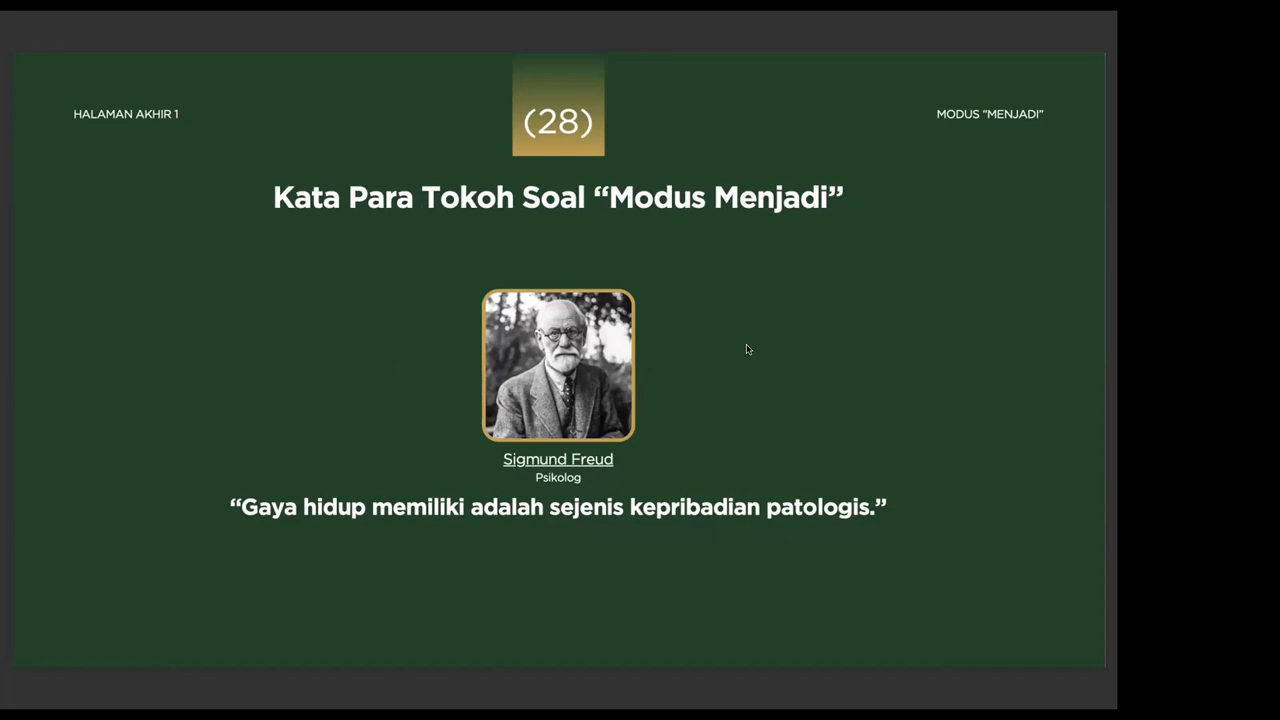 HALAMAN AKHIR 1
(28)
MODUS “MENJADI”
Kata Para Tokoh Soal “Modus Menjadi”
Sigmund Freud
Psikolog
“Gaya hidup memiliki adalah sejenis kepribadian patologis.”